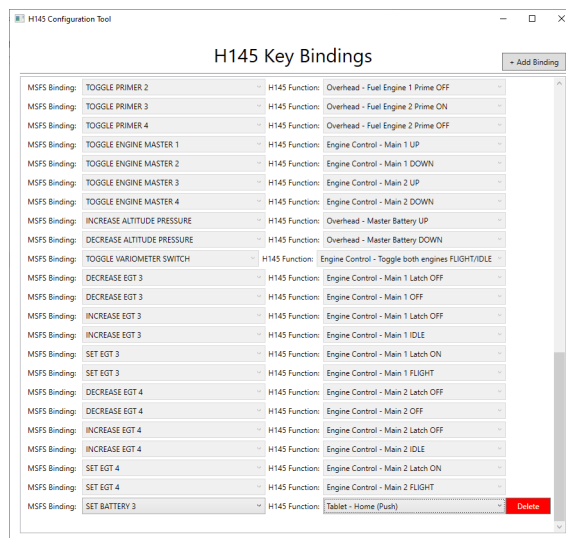 H145 Configuration Tool
H145 Key Bindings
+ Add Binding
MSFS Binding: TOGGLE PRIMER 2 H145 Function: Overhead - Fuel Engine 1 Prime OFF
MSFS Binding: TOGGLE PRIMER 3 H145 Function: Overhead - Fuel Engine 2 Prime ON
MSFS Binding: TOGGLE PRIMER 4 H145 Function: Overhead - Fuel Engine 2 Prime OFF
MSFS Binding: TOGGLE ENGINE MASTER 1 H145 Function: Engine Control - Main 1 UP
MSFS Binding: TOGGLE ENGINE MASTER 2 H145 Function: Engine Control - Main 1 DOWN
MSFS Binding: TOGGLE ENGINE MASTER 3 H145 Function: Engine Control - Main 2 UP
MSFS Binding: TOGGLE ENGINE MASTER 4 H145 Function: Engine Control - Main 2 DOWN
MSFS Binding: INCREASE ALTITUDE PRESSURE H145 Function: Overhead - Master Battery UP
MSFS Binding: DECREASE ALTITUDE PRESSURE H145 Function: Overhead - Master Battery DOWN
MSFS Binding: TOGGLE VARIOMETER SWITCH H145 Function: Engine Control - Toggle both engines FLIGHT/IDLE
MSFS Binding: DECREASE EGT 3 H145 Function: Engine Control - Main 1 Latch OFF
MSFS Binding: DECREASE EGT 3 H145 Function: Engine Control - Main 1 OFF
MSFS Binding: INCREASE EGT 3 H145 Function: Engine Control - Main 1 Latch OFF
MSFS Binding: INCREASE EGT 3 H145 Function: Engine Control - Main 1 IDLE
MSFS Binding: SET EGT 3 H145 Function: Engine Control - Main 1 Latch ON
MSFS Binding: SET EGT 3 H145 Function: Engine Control - Main 1 FLIGHT
MSFS Binding: DECREASE EGT 4 H145 Function: Engine Control - Main 2 Latch OFF
MSFS Binding: DECREASE EGT 4 H145 Function: Engine Control - Main 2 OFF
MSFS Binding: INCREASE EGT 4 H145 Function: Engine Control - Main 2 Latch OFF
MSFS Binding: INCREASE EGT 4 H145 Function: Engine Control - Main 2 IDLE
MSFS Binding: SET EGT 4 H145 Function: Engine Control - Main 2 Latch ON
MSFS Binding: SET EGT 4 H145 Function: Engine Control - Main 2 FLIGHT
MSFS Binding: SET BATTERY 3 H145 Function: Tablet - Home (Push) Delete